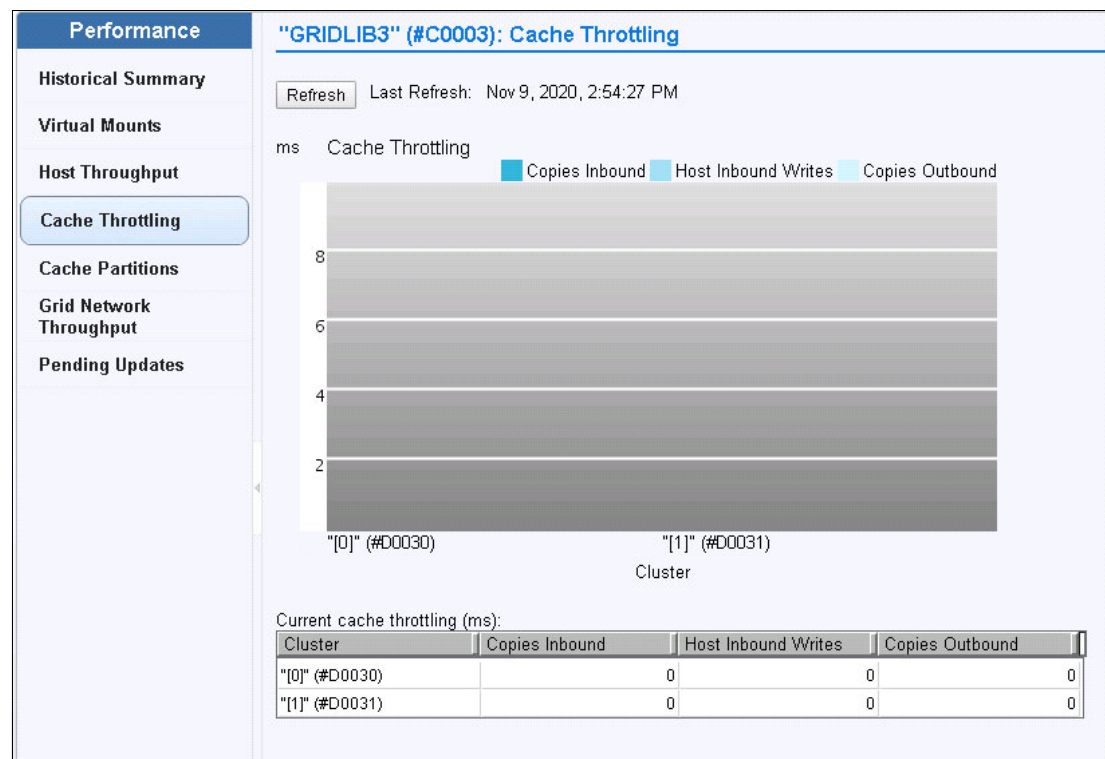 Performance
Historical Summary
Virtual Mounts
Host Throughput
Cache Throttling
Cache Partitions
Grid Network
Throughput
Pending Updates
"GRIDLIB3" (#C0003): Cache Throttling
Refresh Last Refresh: Nov 9, 2020, 2:54:27 PM
ms Cache Throttling
Copies Inbound Host Inbound Writes Copies Outbound
8
6
4
2
"[0]" (#D0030) "[1]" (#D0031)
Cluster
Current cache throttling (ms):
Cluster Copies Inbound Host Inbound Writes Copies Outbound
"[0]" (#D0030) 0 0 0
"[1]" (#D0031) 0 0 0